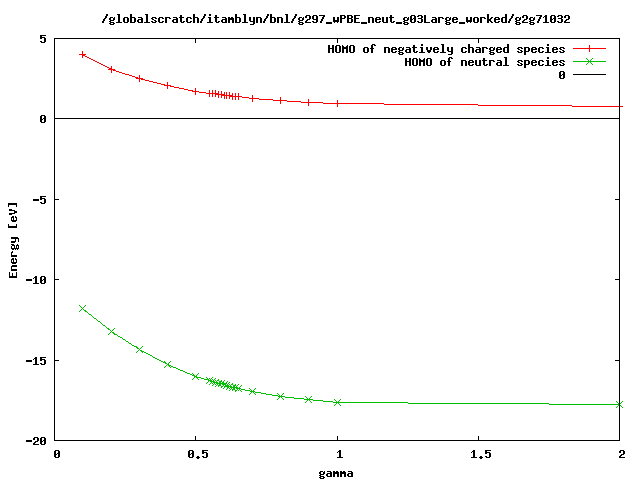 /globalscratch/itamblyn/bnl/g297_wPBE_neut_g03Large_worked/g2g71032
HOMO of negatively charged species
HOMO of neutral species
0
5
0
-5
-10
-15
-20
Energy [eV]
0
0.5
1
1.5
2
gamma